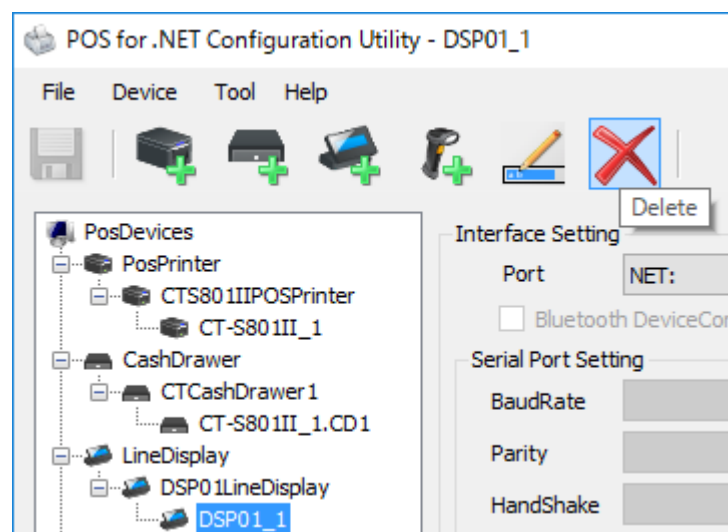 POS for .NET Configuration Utility - DSP01_1
File Device Tool Help
Delete
PosDevices
PosPrinter
CTS801IIPOSPrinter
CT-S801II_1
CashDrawer
CTCashDrawer1
CT-S801II_1.CD1
LineDisplay
DSP01LineDisplay
DSP01_1
Interface Setting
Port NET:
Bluetooth DeviceCon
Serial Port Setting
BaudRate
Parity
HandShake